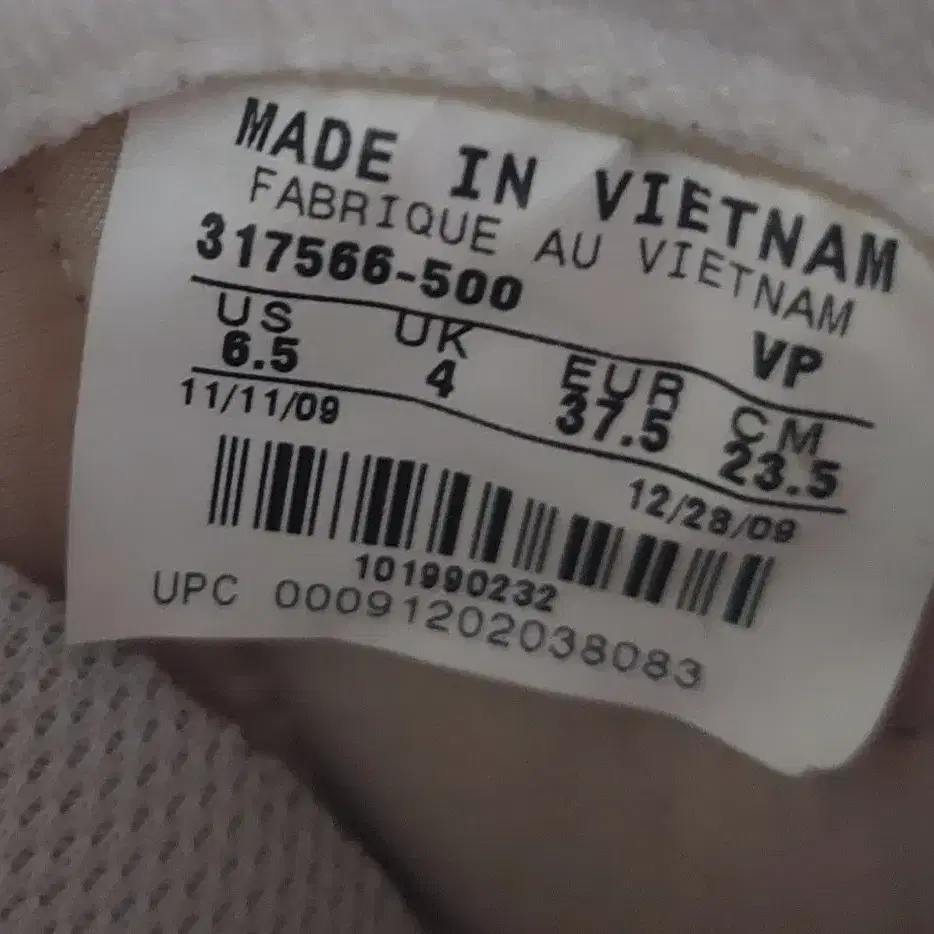 MADE IN VIETNAM
FABRIQUE AU VIETNAM
317566-500 VP
US UK EUR CM
6.5 4 37.5 23.5
11/11/09 12/28/09
101990232
UPC 00091202038083